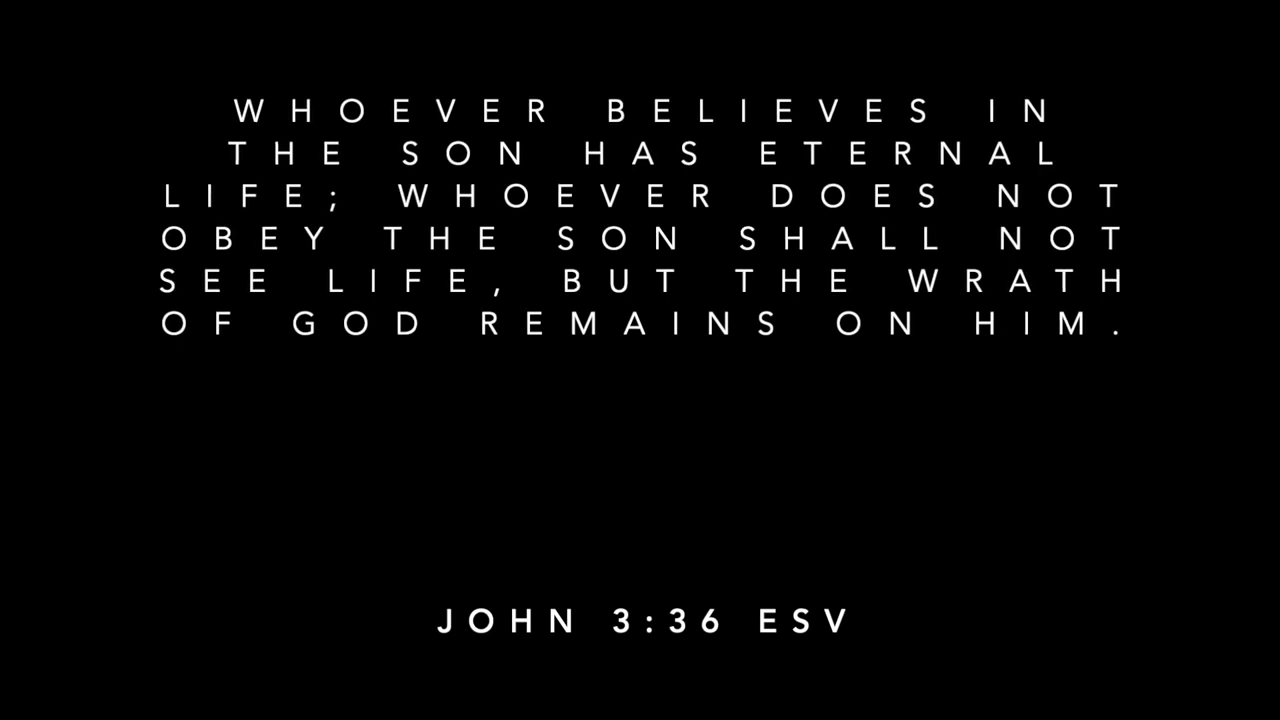 WHOEVER BELIEVES IN
THE SON HAS ETERNAL
LIFE; WHOEVER DOES NOT
OBEY THE SON SHALL NOT
SEE LIFE, BUT THE WRATH
OF GOD REMAINS ON HIM.
JOHN 3:36 ESV